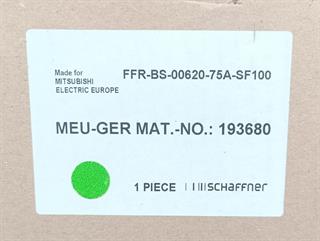 Made for
MITSUBISHI
ELECTRIC EUROPE
FFR-BS-00620-75A-SF100
MEU-GER MAT.-NO.: 193680
1 PIECE
SCHAFFNER